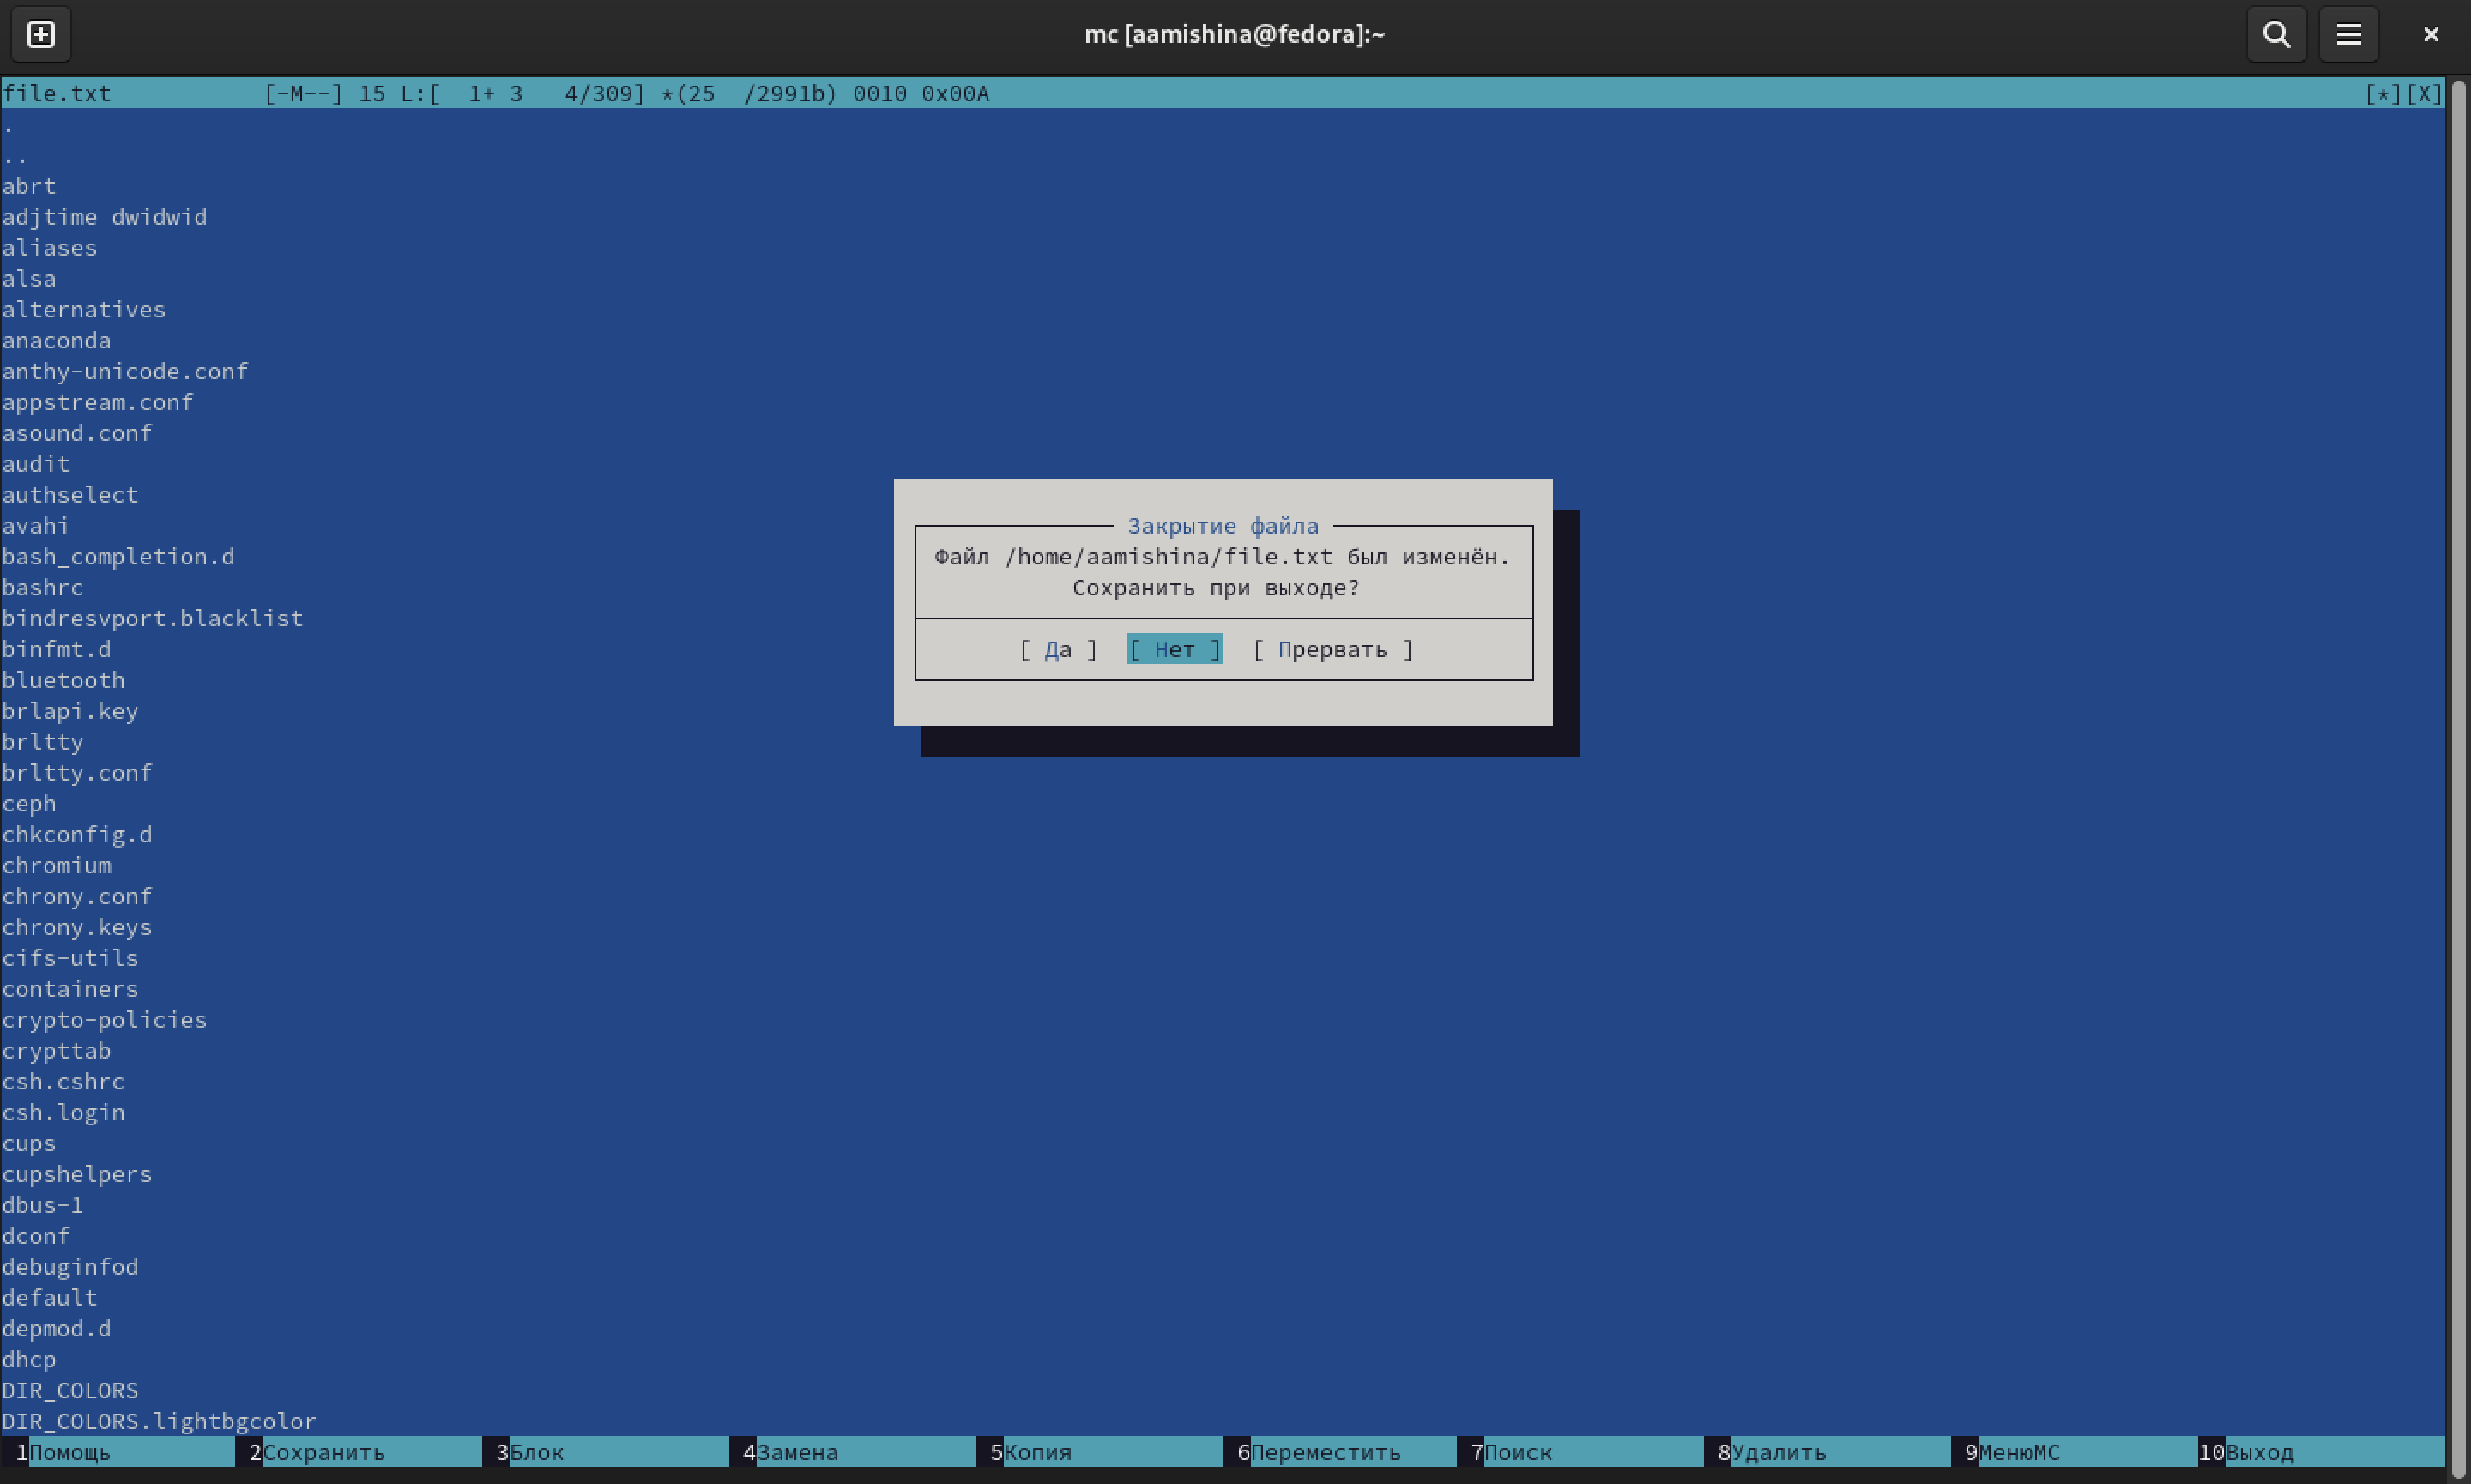 mc [aamishina@fedora]:~
file.txt           [-M--] 15 L:[  1+ 3   4/309] *(25  /2991b) 0010 0x00A                    [*][X]
.
..
abrt
adjtime dwidwid
aliases
alsa
alternatives
anaconda
anthy-unicode.conf
appstream.conf
asound.conf
audit
authselect
avahi
bash_completion.d
bashrc
bindresvport.blacklist
binfmt.d
bluetooth
brlapi.key
brltty
brltty.conf
ceph
chkconfig.d
chromium
chrony.conf
chrony.keys
cifs-utils
containers
crypto-policies
crypttab
csh.cshrc
csh.login
cups
cupshelpers
dbus-1
dconf
debuginfod
default
depmod.d
dhcp
DIR_COLORS
DIR_COLORS.lightbgcolor
Закрытие файла
Файл /home/aamishina/file.txt был изменён.
Сохранить при выходе?
[ Да ]  [ Нет ]  [ Прервать ]
1Помощь 2Сохранить 3Блок 4Замена 5Копия 6Переместить 7Поиск 8Удалить 9МенюMC 10Выход